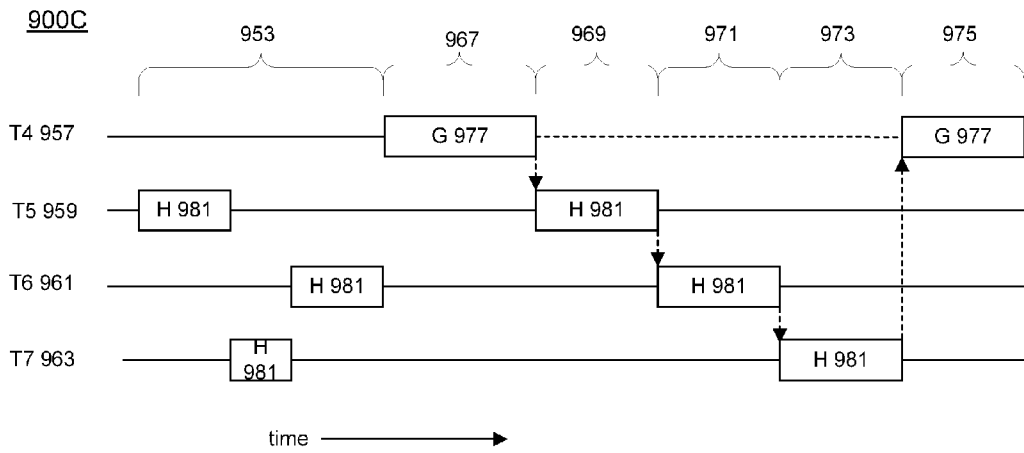 900C
953 967 969 971 973 975
T4 957 G 977 G 977
T5 959 H 981 H 981
T6 961 H 981 H 981
T7 963 H 981 H 981
time